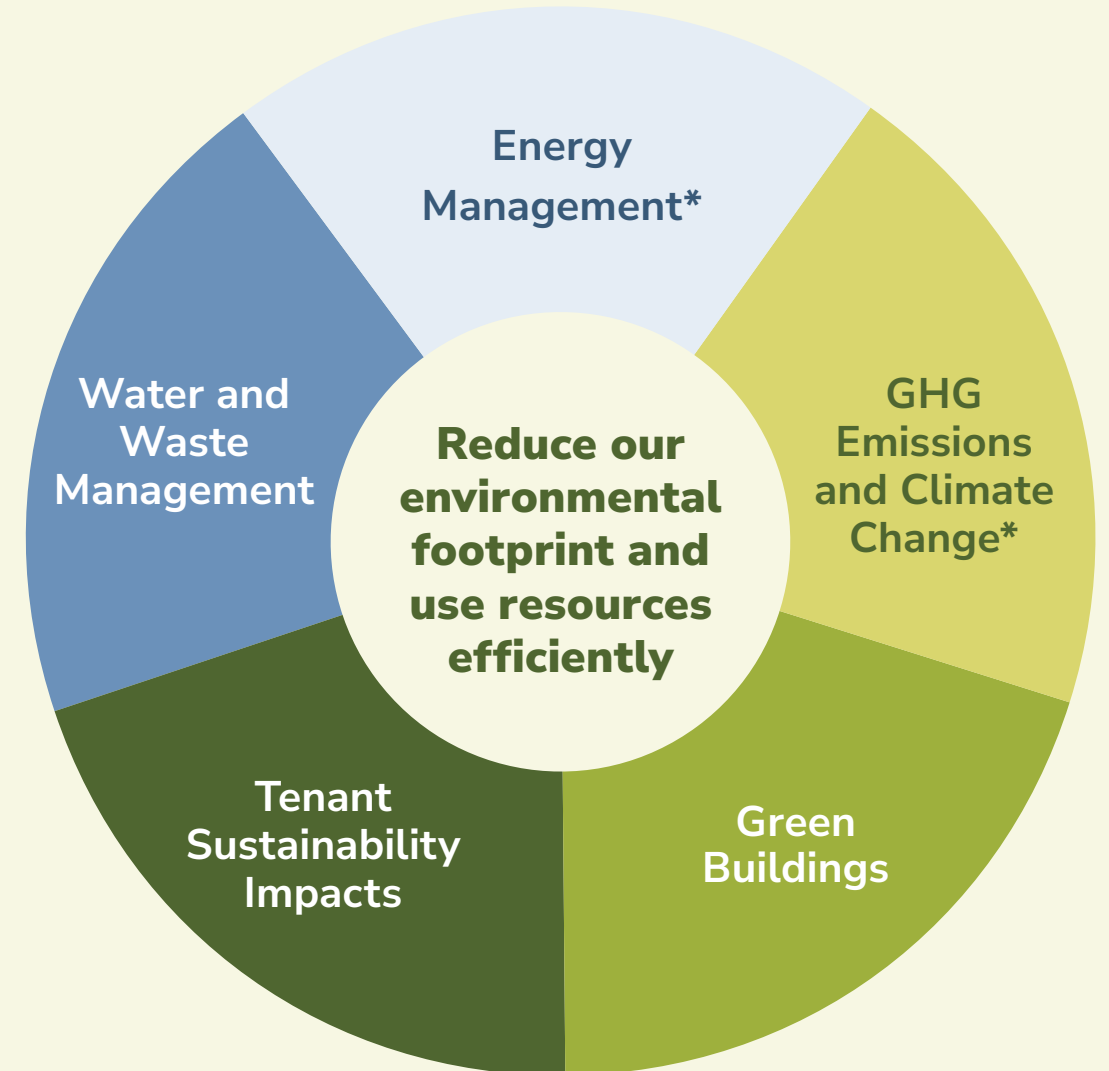 Energy
Management*
GHG
Emissions
and Climate
Change*
Green
Buildings
Tenant
Sustainability
Impacts
Water and
Waste
Management
Reduce our
environmental
footprint and
use resources
efficiently